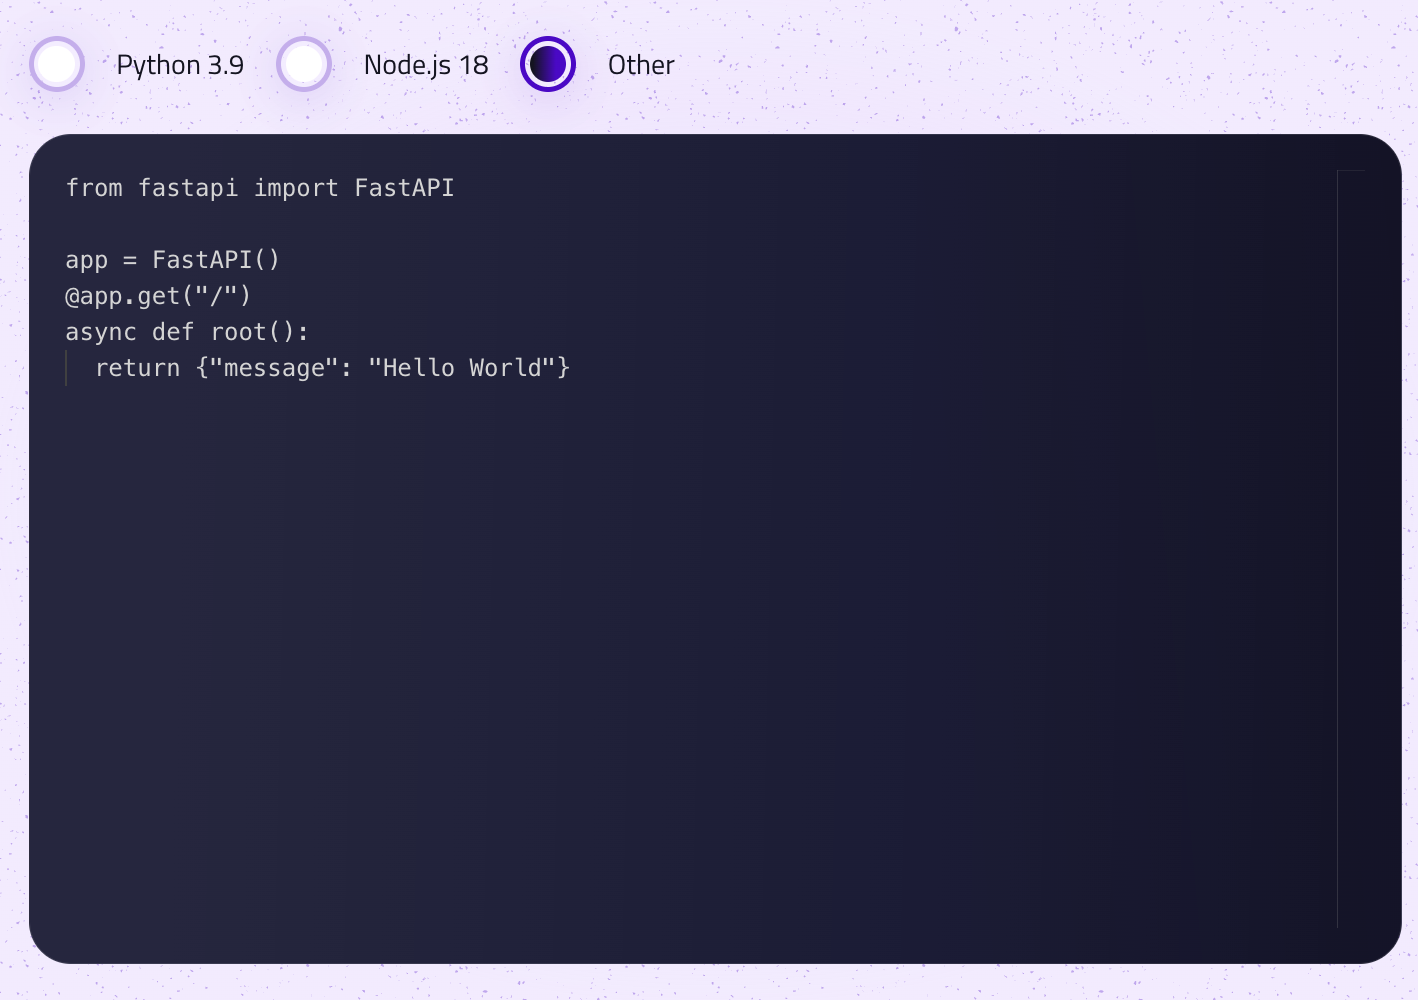 Python 3.9 Node.js 18 Other
from fastapi import FastAPI

app = FastAPI()
@app.get("/")
async def root():
  return {"message": "Hello World"}